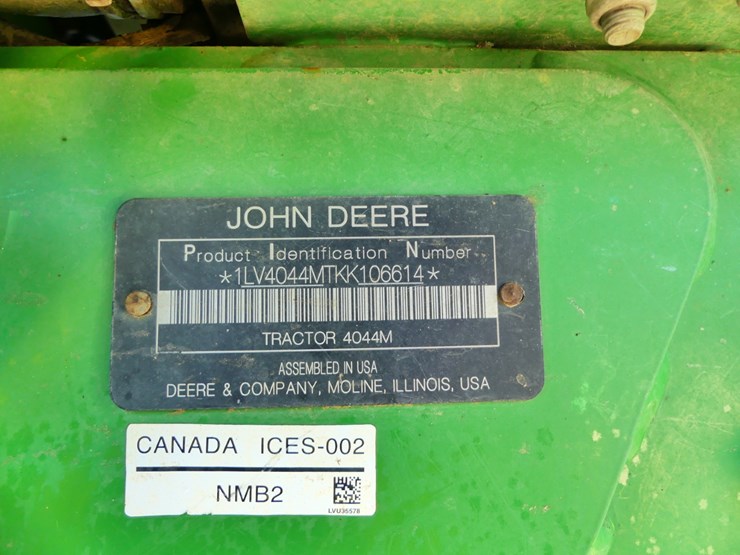 JOHN DEERE
Product Identification Number
*1LV4044MTKK106614*
TRACTOR 4044M
ASSEMBLED IN USA
DEERE & COMPANY, MOLINE, ILLINOIS, USA
CANADA ICES-002
NMB2
LVU35578